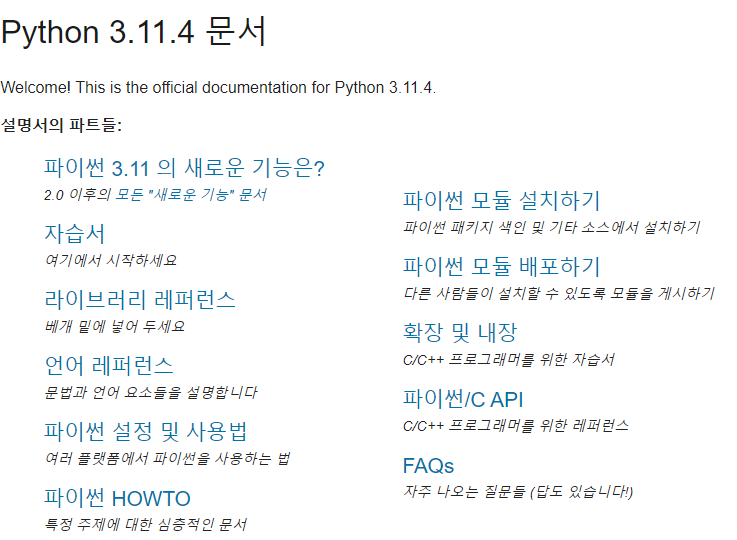 Python 3.11.4 문서
Welcome! This is the official documentation for Python 3.11.4.
설명서의 파트들:
파이썬 3.11 의 새로운 기능은?
2.0 이후의 모든 "새로운 기능" 문서
자습서
여기에서 시작하세요
라이브러리 레퍼런스
베개 밑에 넣어 두세요
언어 레퍼런스
문법과 언어 요소들을 설명합니다
파이썬 설정 및 사용법
여러 플랫폼에서 파이썬을 사용하는 법
파이썬 HOWTO
특정 주제에 대한 심층적인 문서
파이썬 모듈 설치하기
파이썬 패키지 색인 및 기타 소스에서 설치하기
파이썬 모듈 배포하기
다른 사람들이 설치할 수 있도록 모듈을 게시하기
확장 및 내장
C/C++ 프로그래머를 위한 자습서
파이썬/C API
C/C++ 프로그래머를 위한 레퍼런스
FAQs
자주 나오는 질문들 (답도 있습니다!)